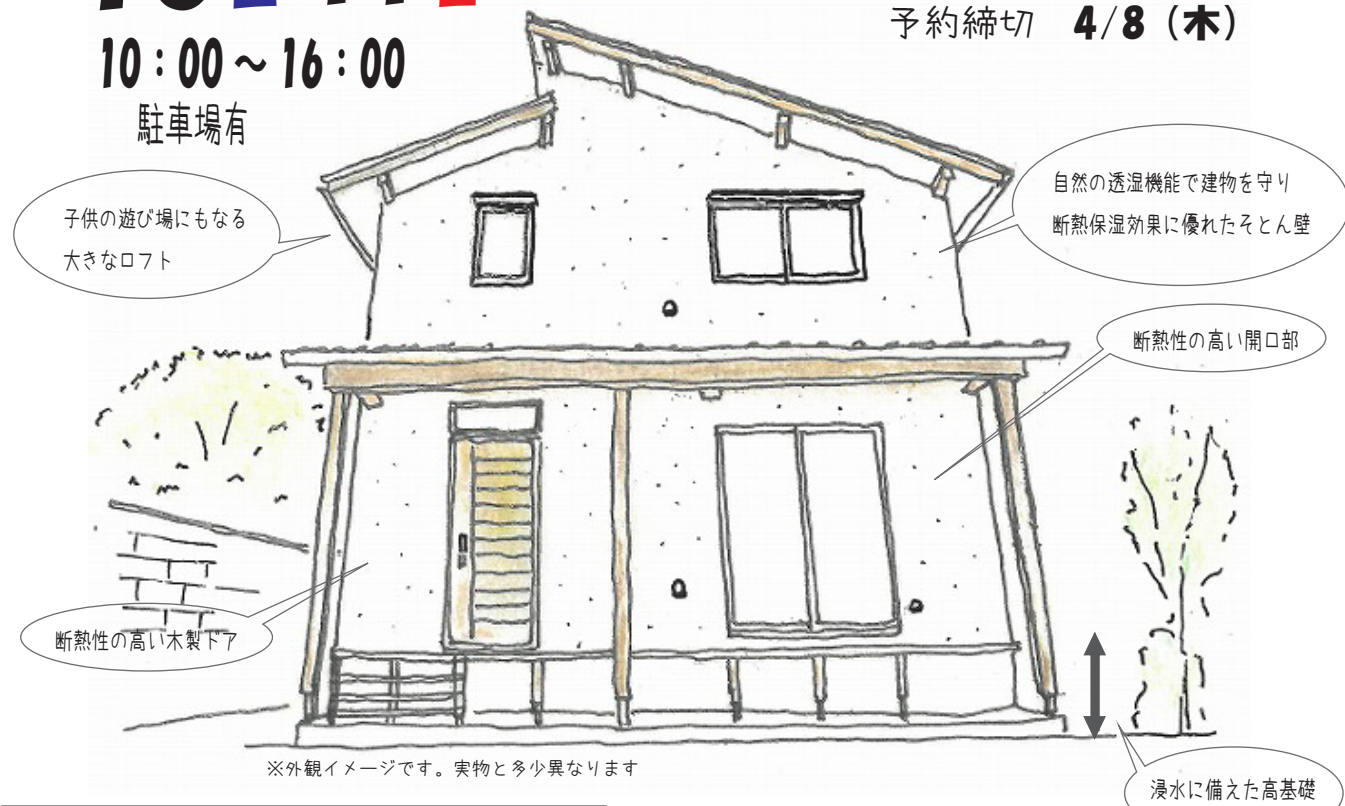 予約締切 4/8(木)
10:00~16:00
駐車場有
子供の遊び場にもなる
大きなロフト
自然の透湿機能で建物を守り
断熱保湿効果に優れたそとん壁
断熱性の高い開口部
断熱性の高い木製ドア
※外観イメージです。実物と多少異なります
浸水に備えた高基礎